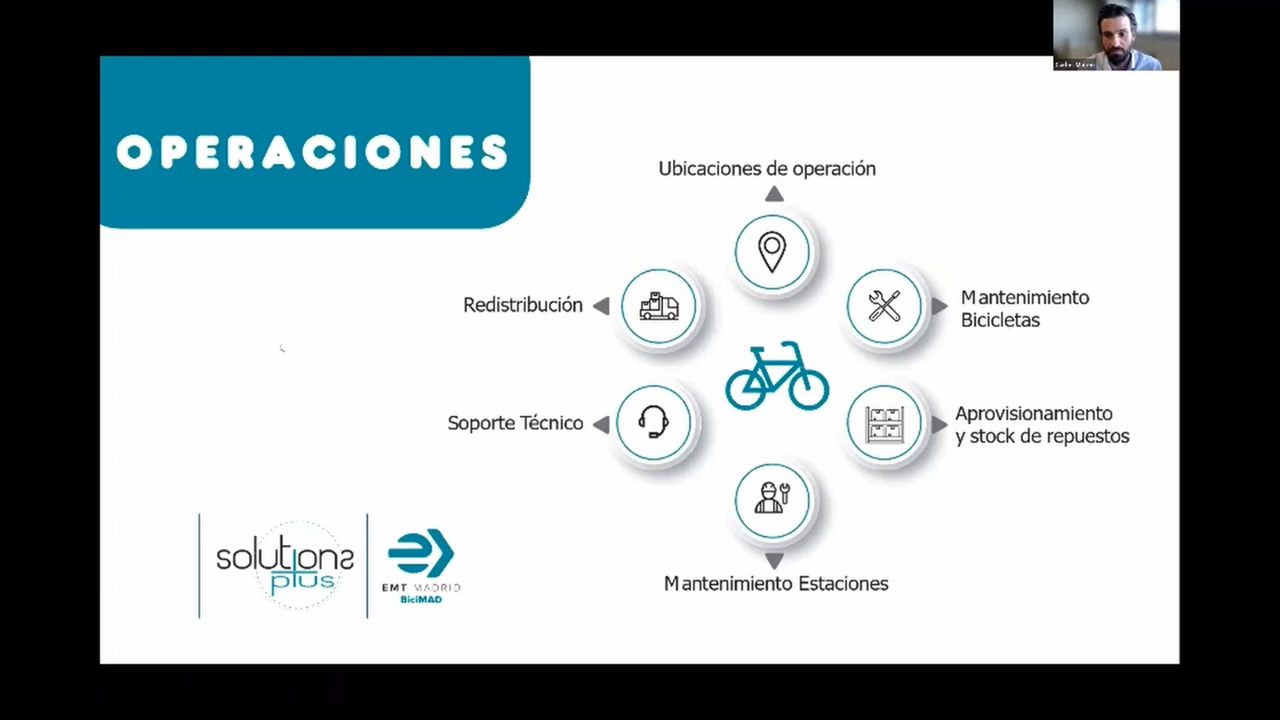 OPERACIONES
Ubicaciones de operación
Redistribución
Mantenimiento
Bicicletas
Soporte Técnico
Aprovisionamiento
y stock de repuestos
Mantenimiento Estaciones
solutions
plus
EMT MADRID
BiciMAD